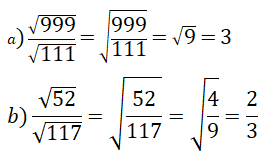 a) √999/√111 = √(999/111) = √9 = 3
b) √52/√117 = √(52/117) = √(4/9) = 2/3